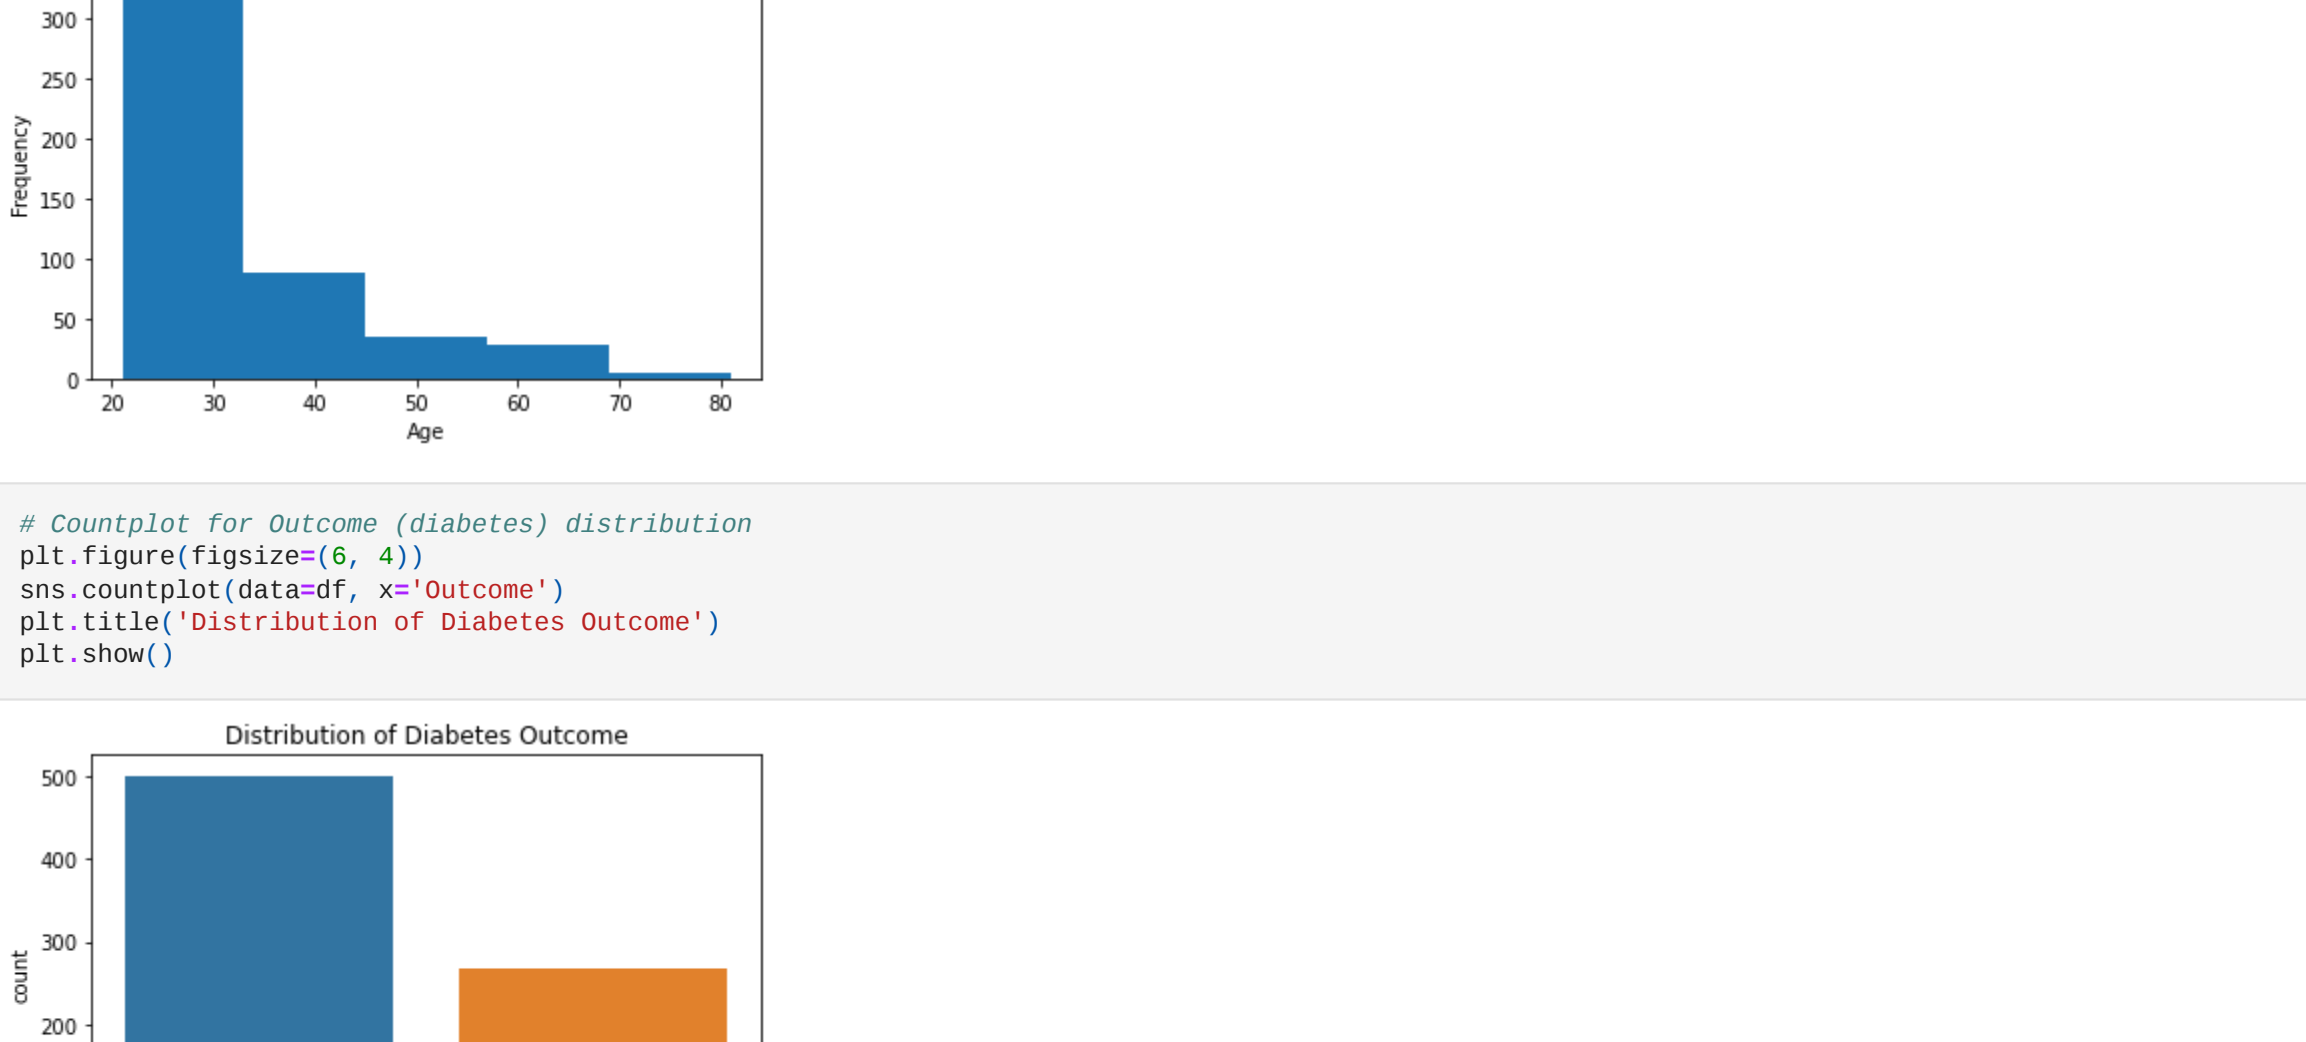 300
250
200
150
100
50
0
Frequency
20 30 40 50 60 70 80
Age
# Countplot for Outcome (diabetes) distribution
plt.figure(figsize=(6, 4))
sns.countplot(data=df, x='Outcome')
plt.title('Distribution of Diabetes Outcome')
plt.show()
Distribution of Diabetes Outcome
500
400
300
200
count